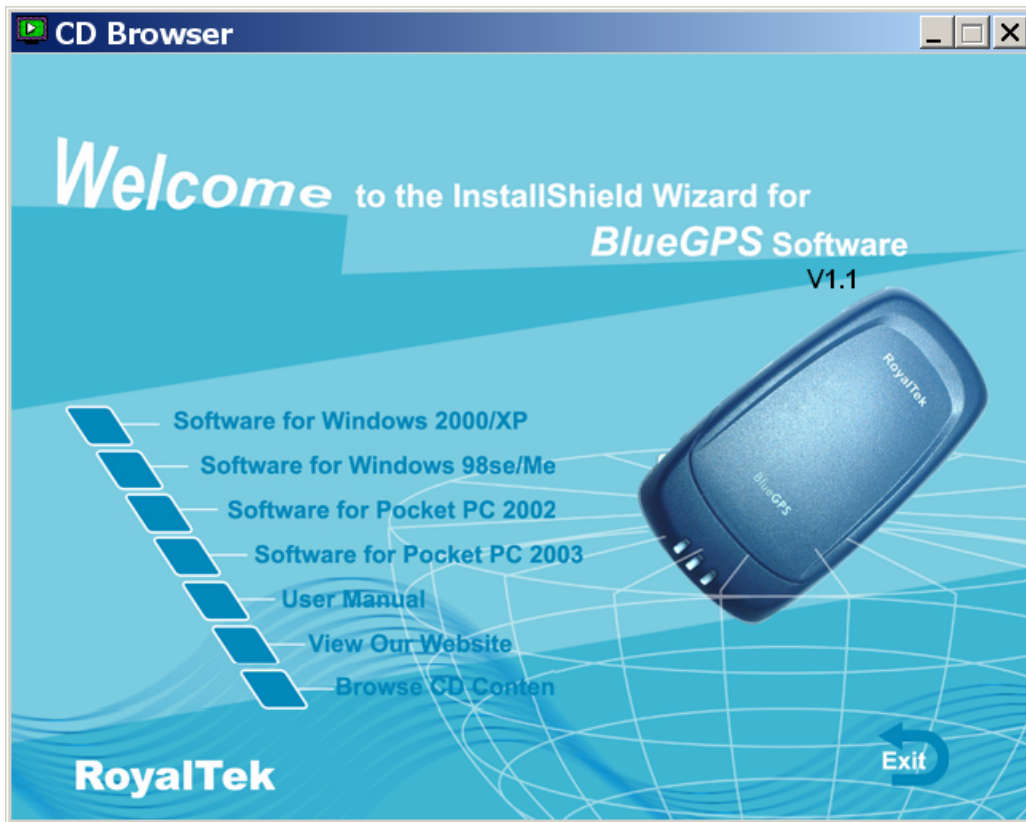 CD Browser
Welcome to the InstallShield Wizard for
BlueGPS Software
V1.1
RoyalTek
BlueGPS
Software for Windows 2000/XP
Software for Windows 98se/Me
Software for Pocket PC 2002
Software for Pocket PC 2003
User Manual
View Our Website
Browse CD Conten
RoyalTek
Exit